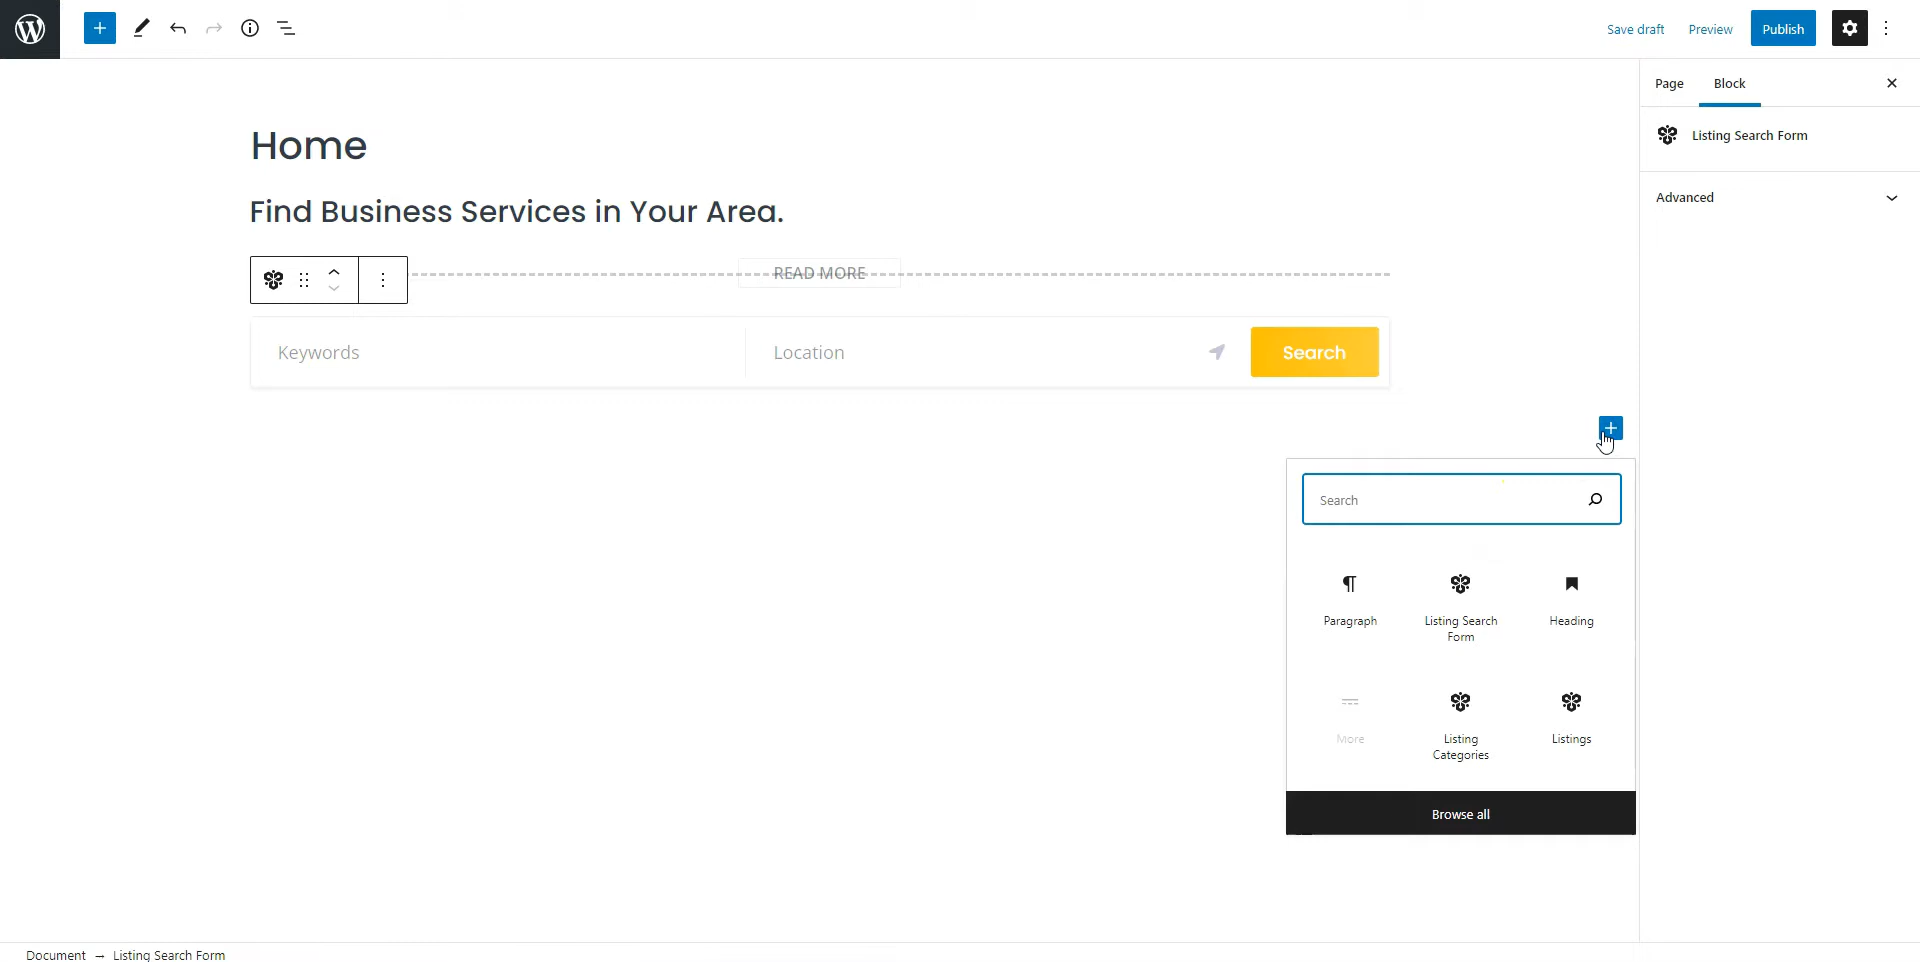 Save draft
Preview
Publish
Page
Block
Listing Search Form
Advanced
Home
Find Business Services in Your Area.
READ MORE
Keywords
Location
Search
Search
Paragraph
Listing Search
Form
Heading
More
Listing
Categories
Listings
Browse all
Document → Listing Search Form